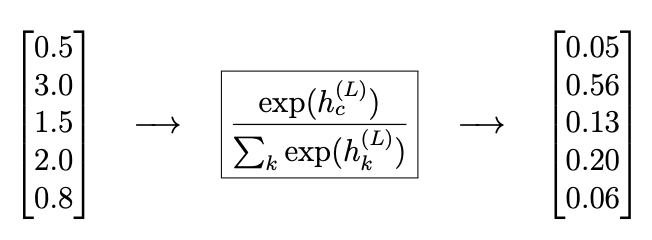 [0.5 3.0 1.5 2.0 0.8] ⟶ exp(h_c^{(L)}) / ∑_k exp(h_k^{(L)}) ⟶ [0.05 0.56 0.13 0.20 0.06]